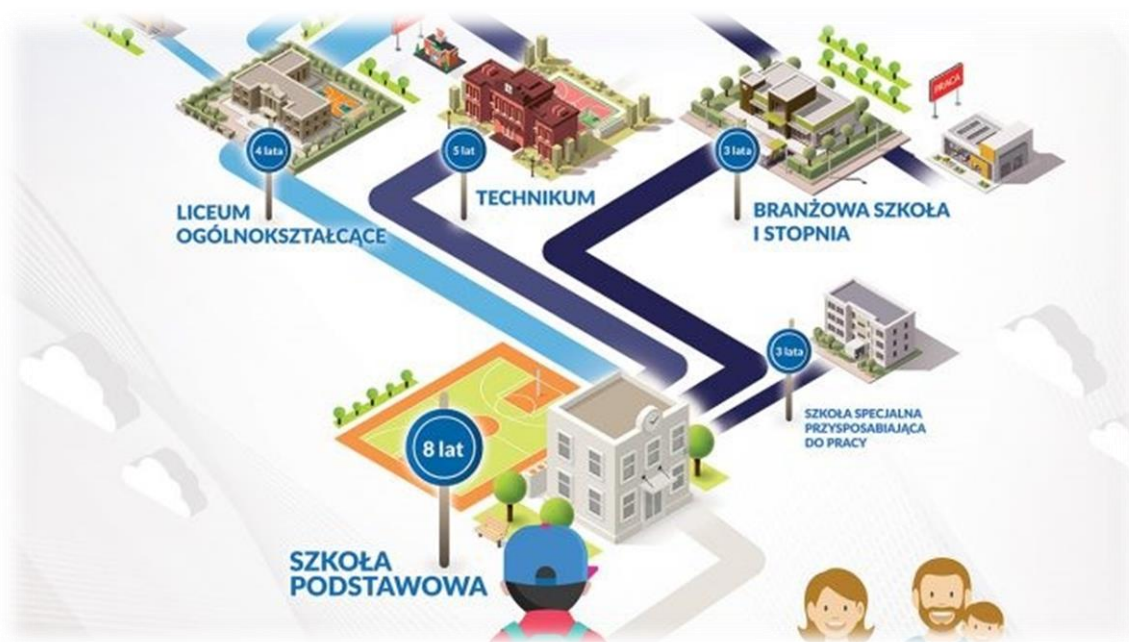 PRACA
4 lata
5 lat
3 lata
LICEUM
OGÓLNOKSZTAŁCĄCE
TECHNIKUM
BRANŻOWA SZKOŁA
I STOPNIA
3 lata
SZKOŁA SPECJALNA
PRZYSPOSABIAJĄCA
DO PRACY
8 lat
SZKOŁA
PODSTAWOWA